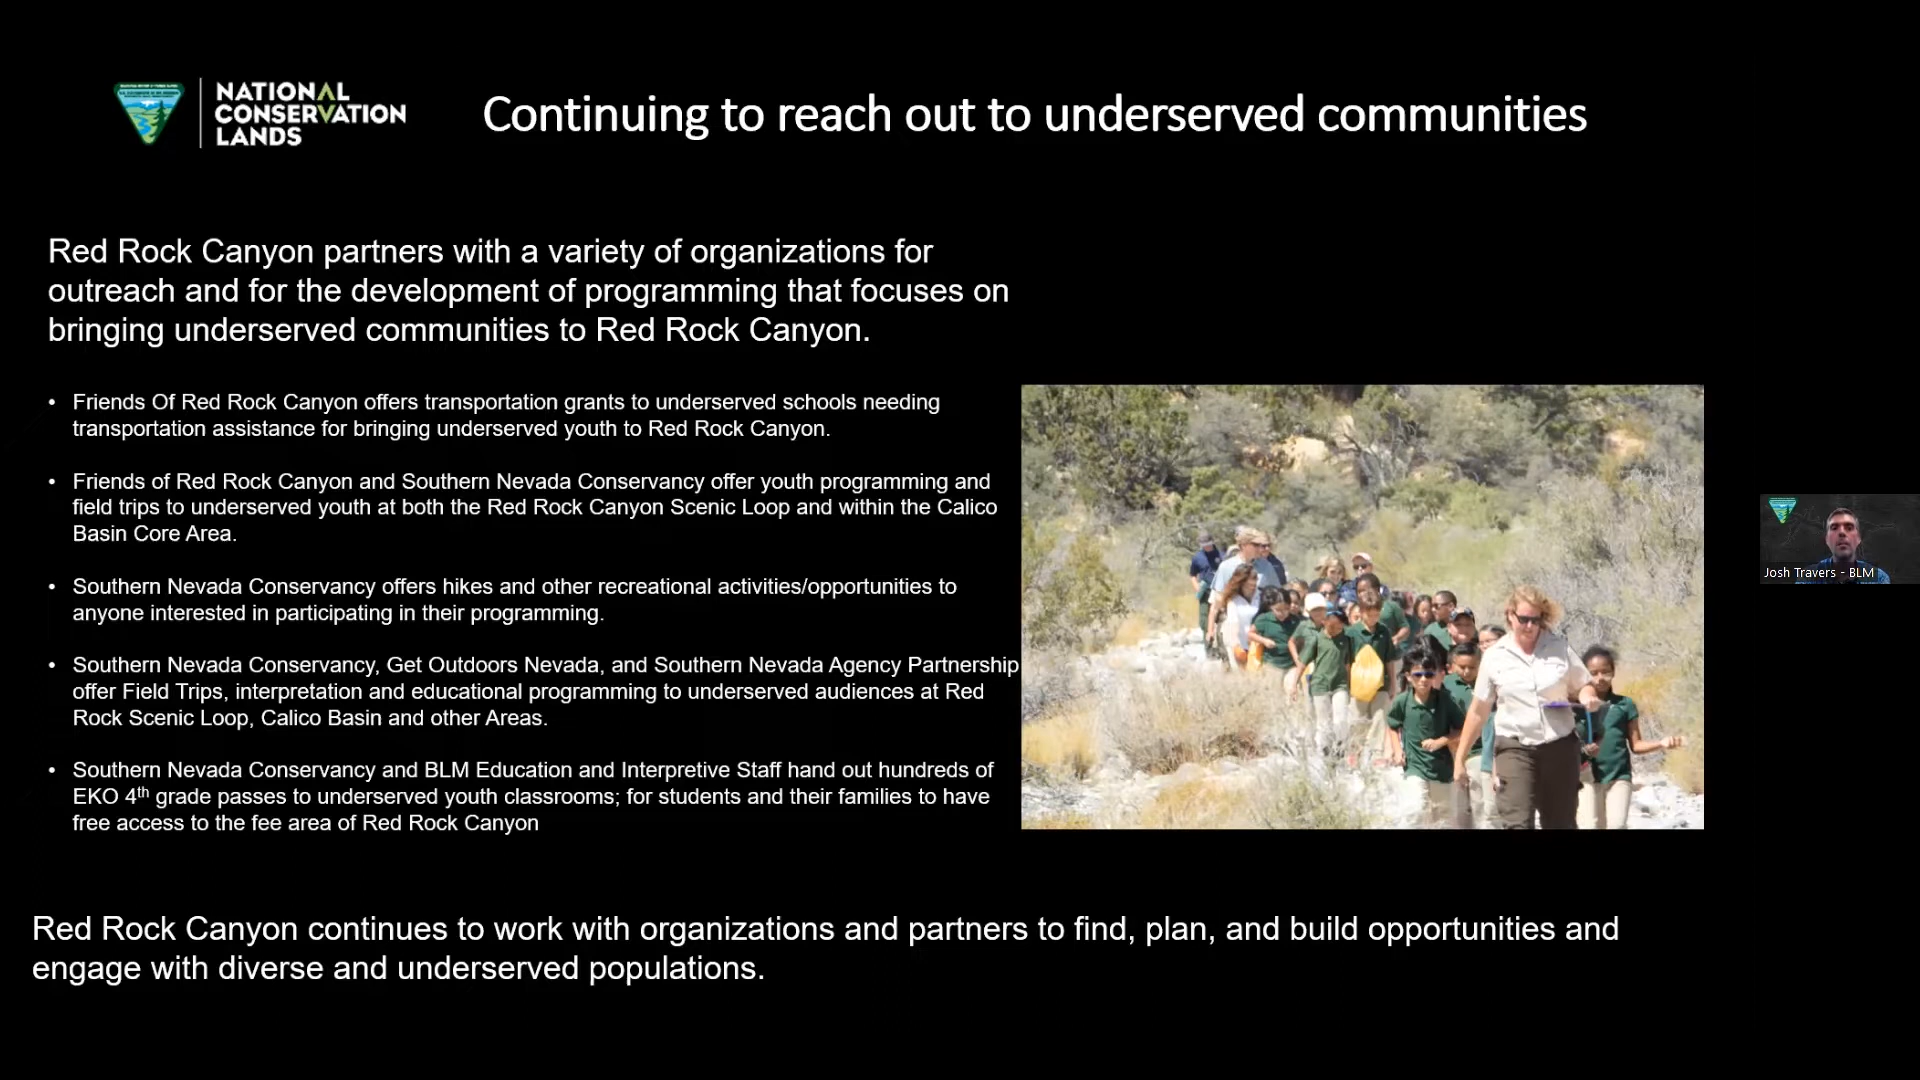 NATIONAL
CONSERVATION
LANDS
Continuing to reach out to underserved communities
Red Rock Canyon partners with a variety of organizations for
outreach and for the development of programming that focuses on
bringing underserved communities to Red Rock Canyon.
• Friends Of Red Rock Canyon offers transportation grants to underserved schools needing
transportation assistance for bringing underserved youth to Red Rock Canyon.
• Friends of Red Rock Canyon and Southern Nevada Conservancy offer youth programming and
field trips to underserved youth at both the Red Rock Canyon Scenic Loop and within the Calico
Basin Core Area.
• Southern Nevada Conservancy offers hikes and other recreational activities/opportunities to
anyone interested in participating in their programming.
• Southern Nevada Conservancy, Get Outdoors Nevada, and Southern Nevada Agency Partnership
offer Field Trips, interpretation and educational programming to underserved audiences at Red
Rock Scenic Loop, Calico Basin and other Areas.
• Southern Nevada Conservancy and BLM Education and Interpretive Staff hand out hundreds of
EKO 4th grade passes to underserved youth classrooms; for students and their families to have
free access to the fee area of Red Rock Canyon
Josh Travers - BLM
Red Rock Canyon continues to work with organizations and partners to find, plan, and build opportunities and
engage with diverse and underserved populations.